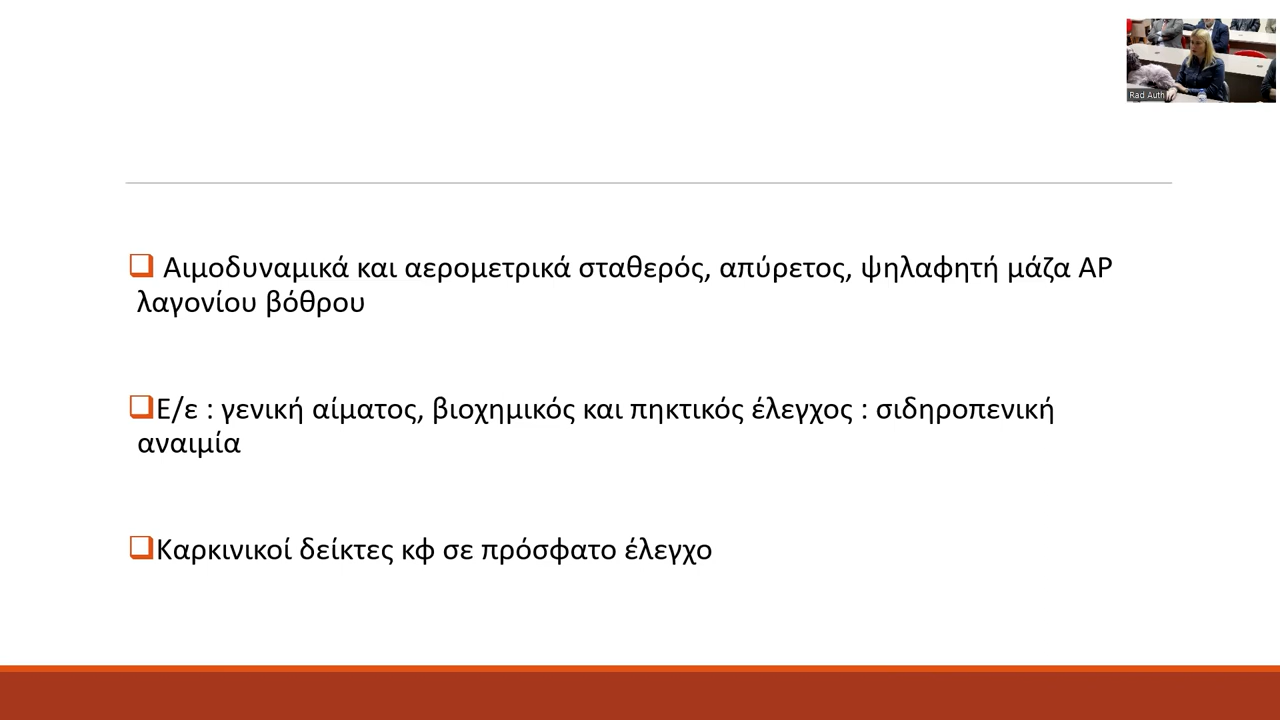 Rad Auth
Αιμοδυναμικά και αερομετρικά σταθερός, απύρετος, ψηλαφητή μάζα ΑΡ
λαγονίου βόθρου
Ε/ε : γενική αίματος, βιοχημικός και πηκτικός έλεγχος : σιδηροπενική
αναιμία
Καρκινικοί δείκτες κφ σε πρόσφατο έλεγχο